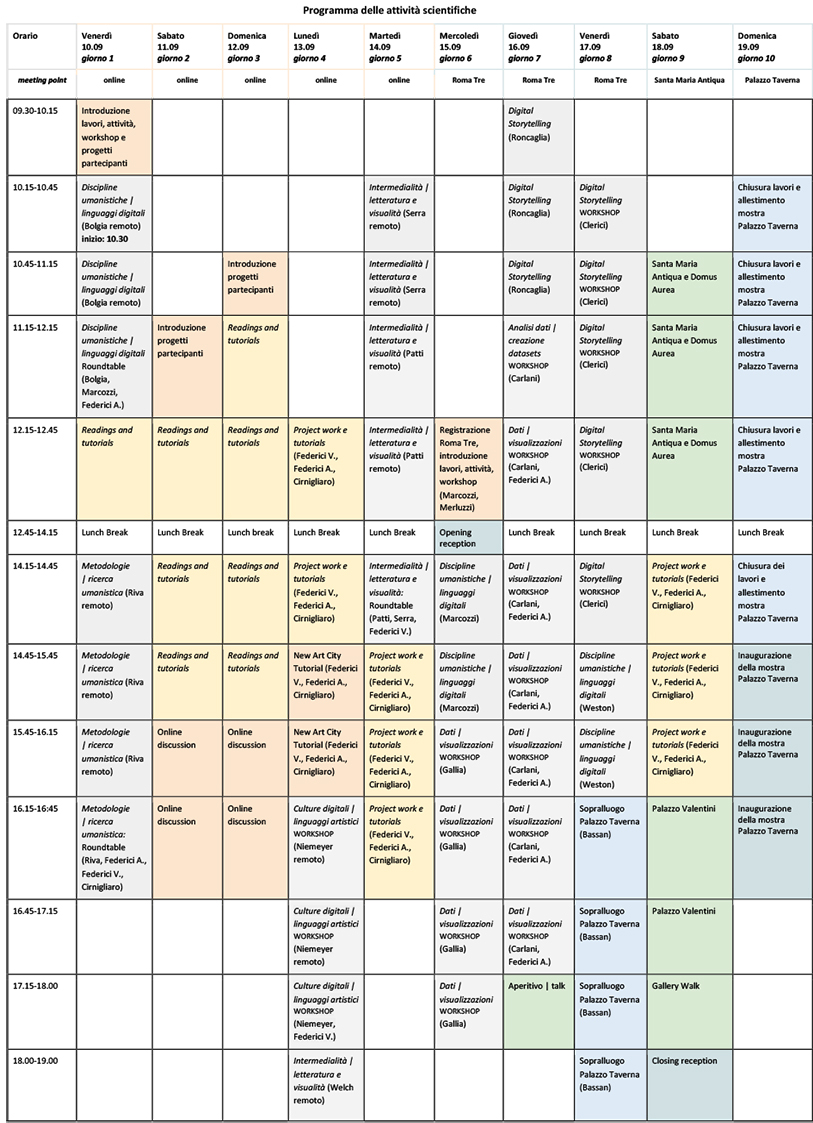 Programma delle attività scientifiche
Orario
Venerdì
10.09
giorno 1
Sabato
11.09
giorno 2
Domenica
12.09
giorno 3
Lunedì
13.09
giorno 4
Martedì
14.09
giorno 5
Mercoledì
15.09
giorno 6
Giovedì
16.09
giorno 7
Venerdì
17.09
giorno 8
Sabato
18.09
giorno 9
Domenica
19.09
giorno 10
meeting point
online
online
online
online
online
Roma Tre
Roma Tre
Roma Tre
Santa Maria Antiqua
Palazzo Taverna
09.30-10.15
Introduzione
lavori, attività,
workshop e
progetti
partecipanti
Digital
Storytelling
(Roncaglia)
10.15-10.45
Discipline
umanistiche |
linguaggi digitali
(Bolgia remoto)
inizio: 10.30
Intermedialità |
letteratura e
visualità (Serra
remoto)
Digital
Storytelling
(Roncaglia)
Digital
Storytelling
WORKSHOP
(Clerici)
Chiusura lavori e
allestimento
mostra
Palazzo Taverna
10.45-11.15
Discipline
umanistiche |
linguaggi digitali
(Bolgia remoto)
Introduzione
progetti
partecipanti
Intermedialità |
letteratura e
visualità (Serra
remoto)
Digital
Storytelling
(Roncaglia)
Digital
Storytelling
WORKSHOP
(Clerici)
Santa Maria
Antiqua e Domus
Aurea
Chiusura lavori e
allestimento
mostra
Palazzo Taverna
11.15-12.15
Discipline
umanistiche |
linguaggi digitali
Roundtable
(Bolgia,
Marcozzi,
Federici A.)
Introduzione
progetti
partecipanti
Readings and
tutorials
Intermedialità |
letteratura e
visualità (Patti
remoto)
Analisi dati |
creazione
datasets
WORKSHOP
(Carlani)
Digital
Storytelling
WORKSHOP
(Clerici)
Santa Maria
Antiqua e Domus
Aurea
Chiusura lavori e
allestimento
mostra
Palazzo Taverna
12.15-12.45
Readings and
tutorials
Readings and
tutorials
Readings and
tutorials
Project work e
tutorials
(Federici V.,
Federici A.,
Cirnigliaro)
Intermedialità |
letteratura e
visualità (Patti
remoto)
Registrazione
Roma Tre,
introduzione
lavori, attività,
workshop
(Marcozzi,
Merluzzi)
Dati |
visualizzazioni
WORKSHOP
(Carlani,
Federici A.)
Digital
Storytelling
WORKSHOP
(Clerici)
Santa Maria
Antiqua e Domus
Aurea
Chiusura lavori e
allestimento
mostra
Palazzo Taverna
12.45-14.15
Lunch Break
Lunch Break
Lunch break
Lunch Break
Lunch Break
Opening
reception
Lunch Break
Lunch Break
Lunch Break
Lunch Break
14.15-14.45
Metodologie
| ricerca
umanistica (Riva
remoto)
Readings and
tutorials
Readings and
tutorials
Project work e
tutorials
(Federici V.,
Federici A.,
Cirnigliaro)
Intermedialità |
letteratura e
visualità:
Roundtable
(Patti, Serra,
Federici V.)
Discipline
umanistiche |
linguaggi
digitali
(Marcozzi)
Dati |
visualizzazioni
WORKSHOP
(Carlani,
Federici A.)
Digital
Storytelling
WORKSHOP
(Clerici)
Project work e
tutorials (Federici
V., Federici A.,
Cirnigliaro)
Chiusura dei
lavori e
allestimento
mostra
Palazzo Taverna
14.45-15.45
Metodologie
| ricerca
umanistica (Riva
remoto)
Readings and
tutorials
Readings and
tutorials
New Art City
Tutorial (Federici
V., Federici A.,
Cirnigliaro)
Project work e
tutorials
(Federici V.,
Federici A.,
Cirnigliaro)
Discipline
umanistiche |
linguaggi
digitali
(Marcozzi)
Dati |
visualizzazioni
WORKSHOP
(Carlani,
Federici A.)
Discipline
umanistiche |
linguaggi
digitali
(Weston)
Project work e
tutorials (Federici
V., Federici A.,
Cirnigliaro)
Inaugurazione
della mostra
Palazzo Taverna
15.45-16.15
Metodologie
| ricerca
umanistica (Riva
remoto)
Online
discussion
Online
discussion
New Art City
Tutorial (Federici
V., Federici A.,
Cirnigliaro)
Project work e
tutorials
(Federici V.,
Federici A.,
Cirnigliaro)
Dati |
visualizzazioni
WORKSHOP
(Gallia)
Dati |
visualizzazioni
WORKSHOP
(Carlani,
Federici A.)
Discipline
umanistiche |
linguaggi
digitali
(Weston)
Project work e
tutorials (Federici
V., Federici A.,
Cirnigliaro)
Inaugurazione
della mostra
Palazzo Taverna
16.15-16:45
Metodologie
| ricerca
umanistica:
Roundtable
(Riva, Federici A.,
Federici V.,
Cirnigliaro)
Online
discussion
Online
discussion
Culture digitali |
linguaggi artistici
WORKSHOP
(Niemeyer
remoto)
Project work e
tutorials
(Federici V.,
Federici A.,
Cirnigliaro)
Dati |
visualizzazioni
WORKSHOP
(Gallia)
Dati |
visualizzazioni
WORKSHOP
(Carlani,
Federici A.)
Sopralluogo
Palazzo Taverna
(Bassan)
Palazzo Valentini
Inaugurazione
della mostra
Palazzo Taverna
16.45-17.15
Culture digitali |
linguaggi artistici
WORKSHOP
(Niemeyer
remoto)
Dati |
visualizzazioni
WORKSHOP
(Gallia)
Dati |
visualizzazioni
WORKSHOP
(Carlani,
Federici A.)
Sopralluogo
Palazzo Taverna
(Bassan)
Palazzo Valentini
17.15-18.00
Culture digitali |
linguaggi artistici
WORKSHOP
(Niemeyer,
Federici V.)
Dati |
visualizzazioni
WORKSHOP
(Gallia)
Aperitivo | talk
Sopralluogo
Palazzo Taverna
(Bassan)
Gallery Walk
18.00-19.00
Intermedialità |
letteratura e
visualità (Welch
remoto)
Sopralluogo
Palazzo Taverna
(Bassan)
Closing reception